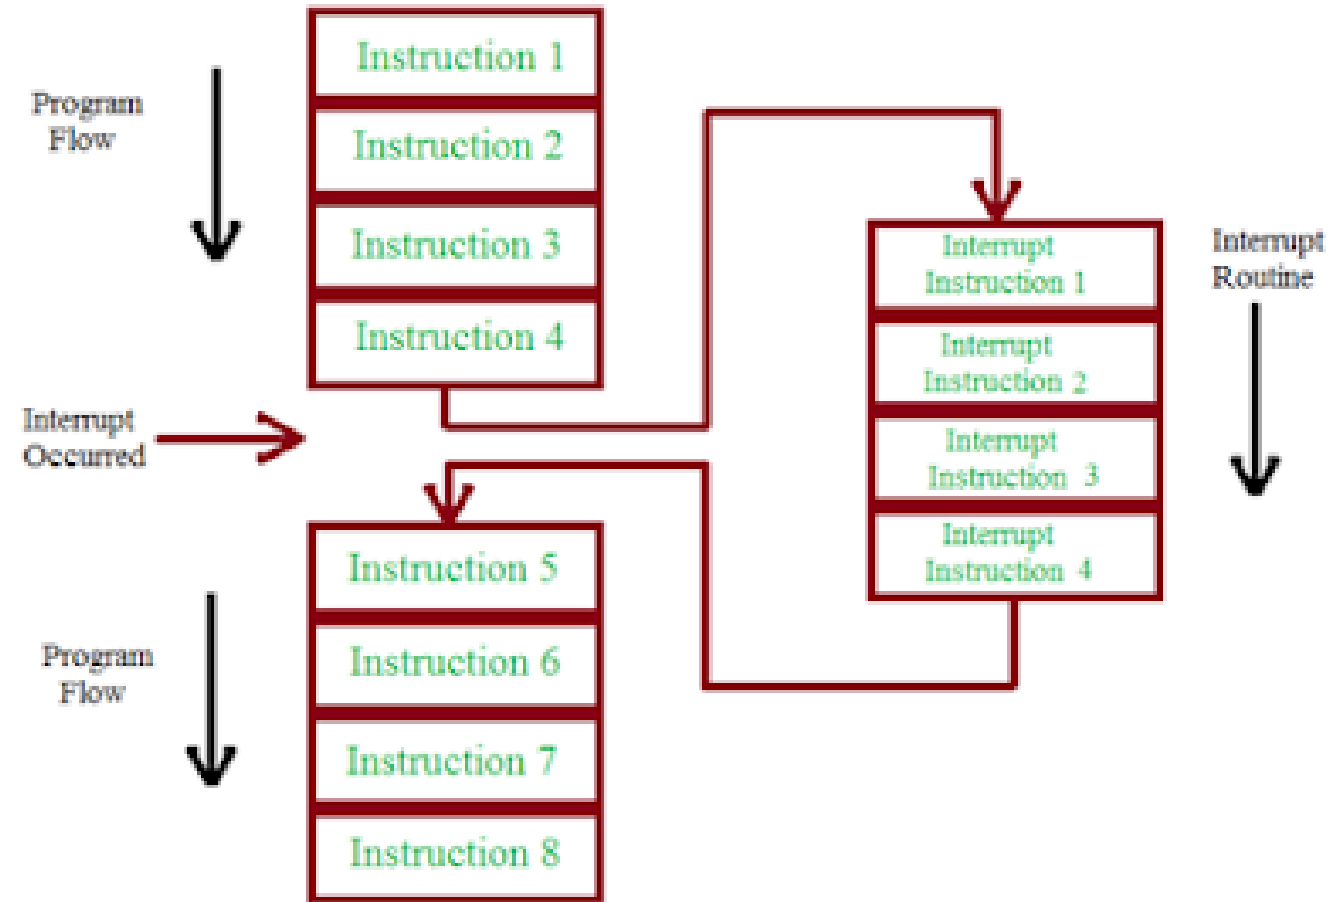 Program
Flow
Instruction 1
Instruction 2
Instruction 3
Instruction 4
Interrupt
Occurred
Interrupt
Instruction 1
Interrupt
Instruction 2
Interrupt
Instruction 3
Interrupt
Instruction 4
Interrupt
Routine
Program
Flow
Instruction 5
Instruction 6
Instruction 7
Instruction 8